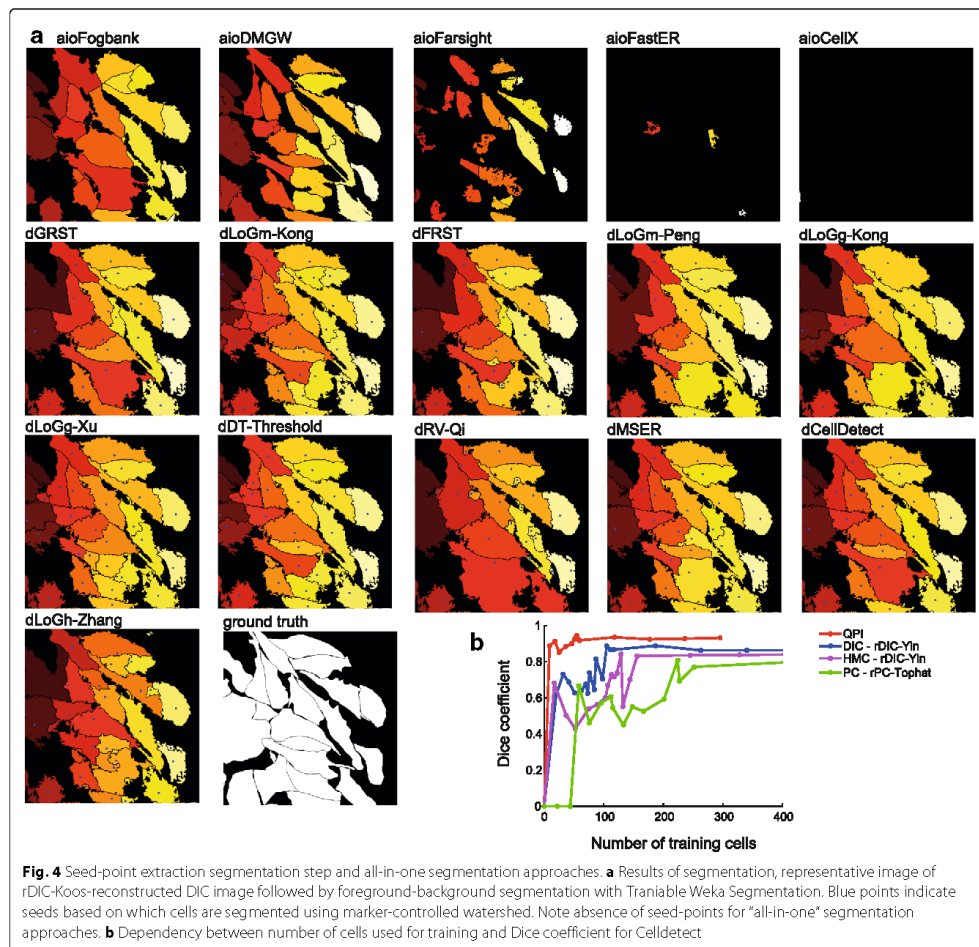 a
aioFogbank aioDMGW aioFarsight aioFastER aioCellX
dGRST dLoGm-Kong dFRST dLoGm-Peng dLoGg-Kong
dLoGg-Xu dDT-Threshold dRV-Qi dMSER dCellDetect
dLoGh-Zhang ground truth
b
1
0.8
0.6
0.4
0.2
0
0 100 200 300 400
Dice coefficient
Number of training cells
QPI
DIC - rDIC-Yin
HMC - rDIC-Yin
PC - rPC-Tophat
Fig. 4 Seed-point extraction segmentation step and all-in-one segmentation approaches. a Results of segmentation, representative image of
rDIC-Koos-reconstructed DIC image followed by foreground-background segmentation with Traniable Weka Segmentation. Blue points indicate
seeds based on which cells are segmented using marker-controlled watershed. Note absence of seed-points for "all-in-one" segmentation
approaches. b Dependency between number of cells used for training and Dice coefficient for Celldetect